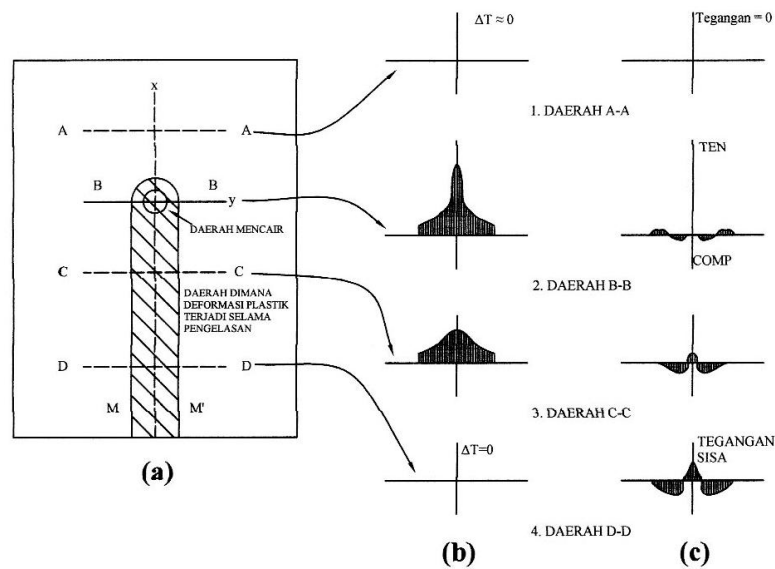 x
A
A
B
B
y
DAERAH MENCAIR
C
C
DAERAH DIMANA
DEFORMASI PLASTIK
TERJADI SELAMA
PENGELASAN
D
D
M
M'
(a)
ΔT ≈ 0
Tegangan = 0
1. DAERAH A-A
TEN
COMP
2. DAERAH B-B
3. DAERAH C-C
ΔT=0
TEGANGAN
SISA
4. DAERAH D-D
(b)
(c)